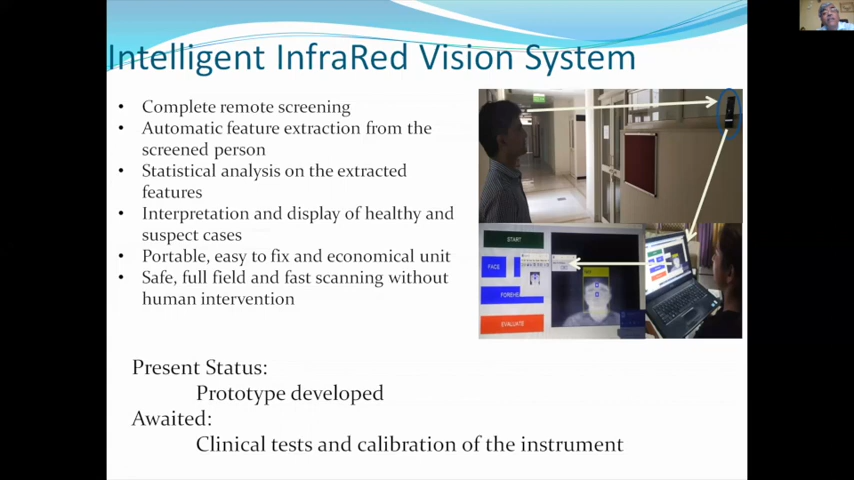 Intelligent InfraRed Vision System
• Complete remote screening
• Automatic feature extraction from the
screened person
• Statistical analysis on the extracted
features
• Interpretation and display of healthy and
suspect cases
• Portable, easy to fix and economical unit
• Safe, full field and fast scanning without
human intervention
START
FACE
FOREHE
EVALUATE
Present Status:
Prototype developed
Awaited:
Clinical tests and calibration of the instrument